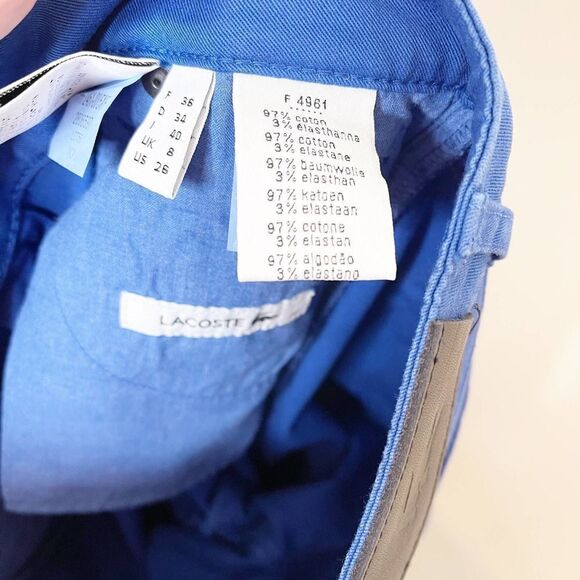 F 36
D 34
I 40
UK 8
US 26
F 4961
97% coton
3% elasthanna
97% cotton
3% elastane
97% baumwolle
3% elasthan
97% katoen
3% elastaan
97% cotone
3% elastan
97% algodão
3% elastano
LACOSTE